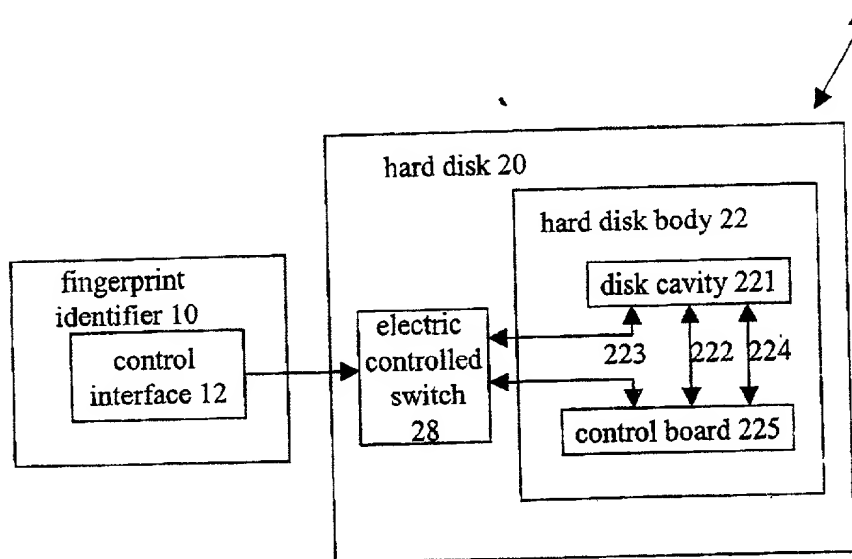 hard disk 20
hard disk body 22
disk cavity 221
fingerprint
identifier 10
control
interface 12
electric
controlled
switch
28
223
222
224
control board 225